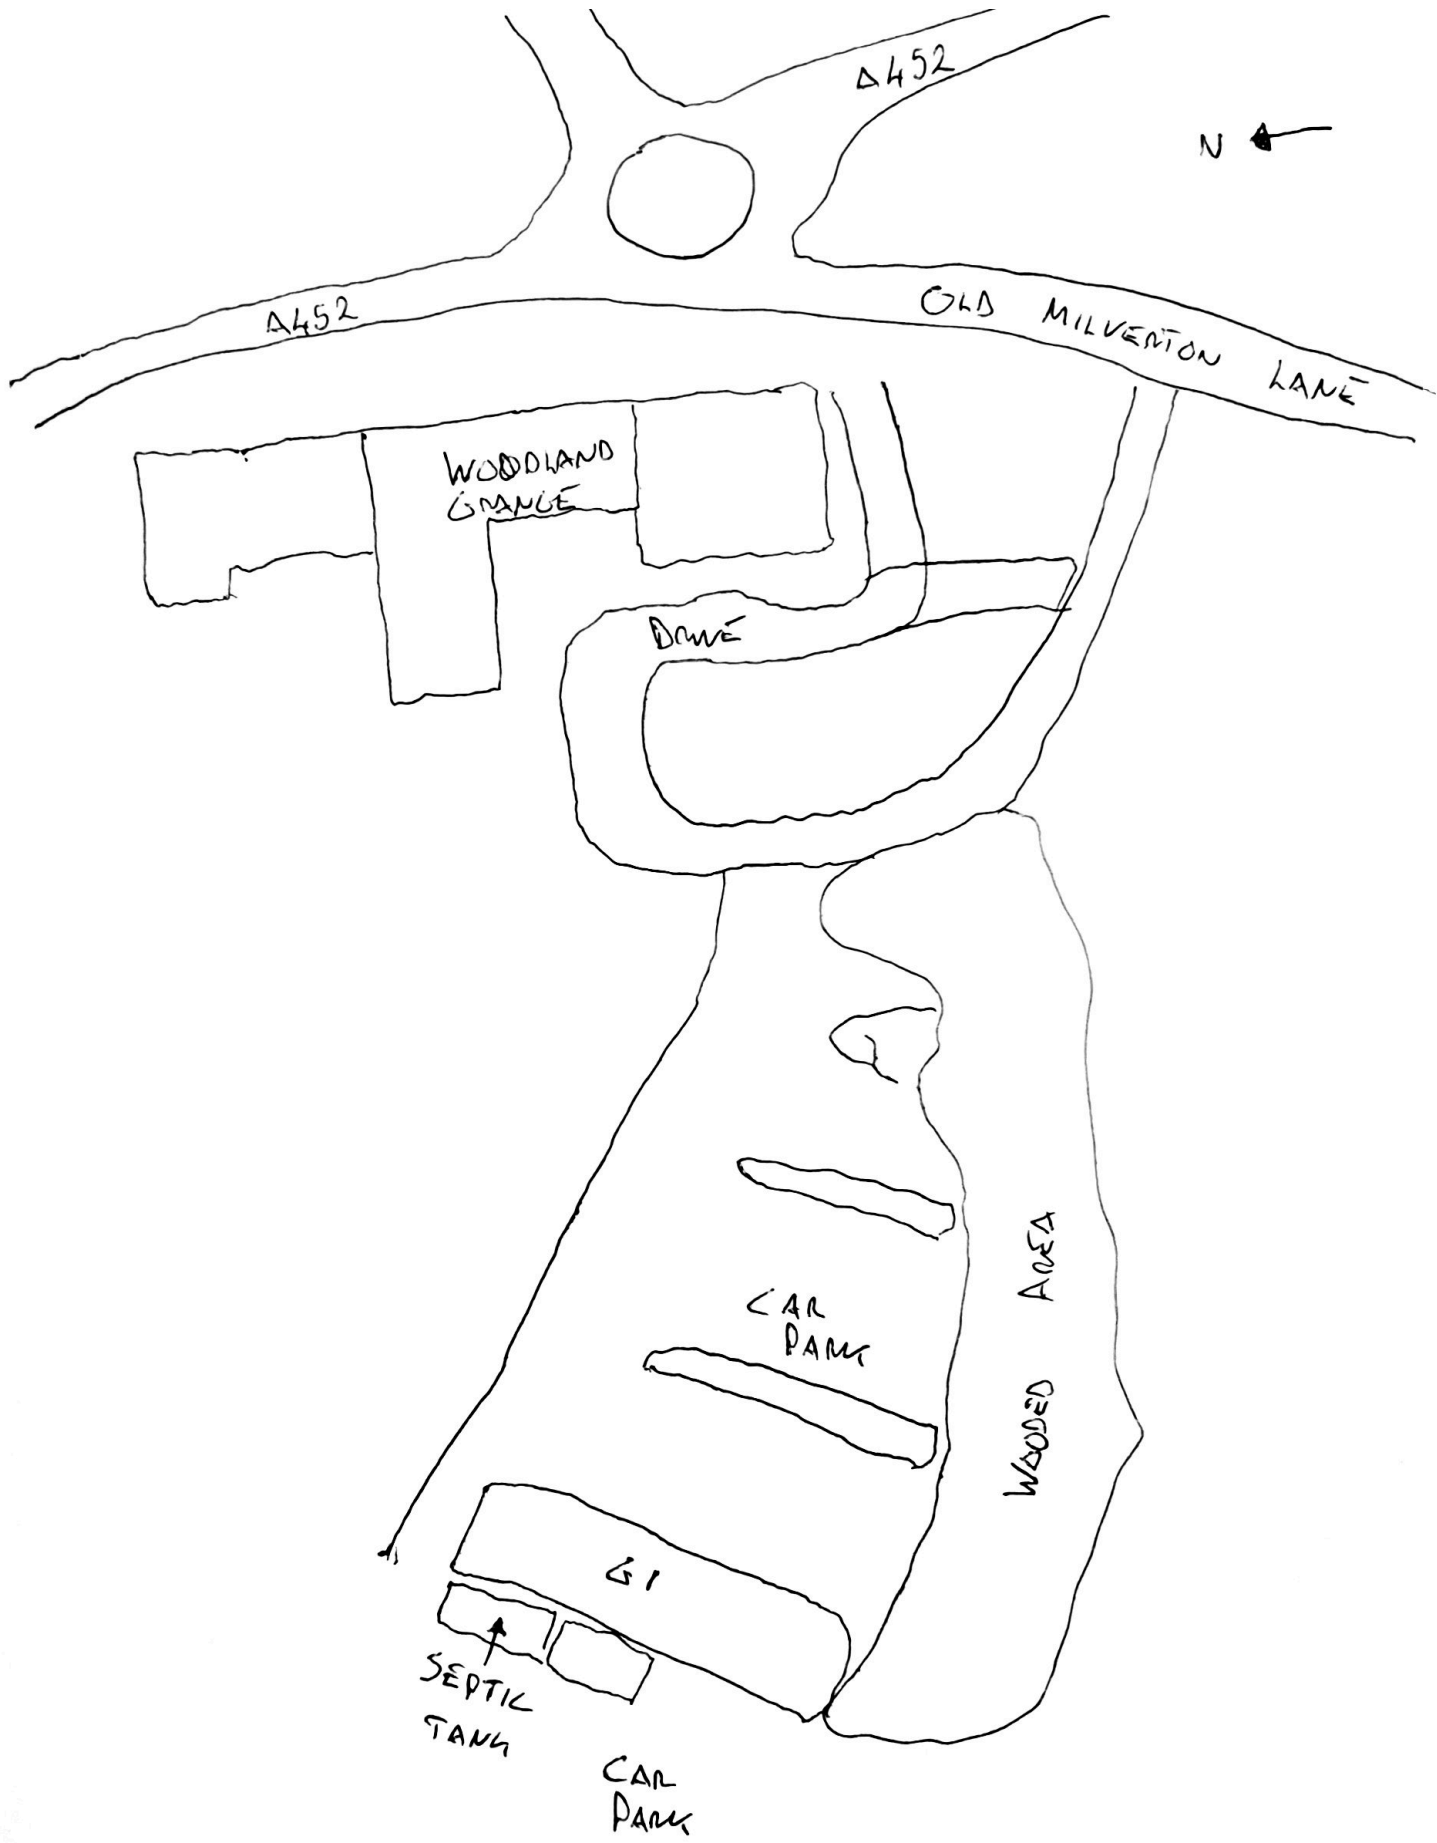 A452
N
A452
OLD MILVERTON LANE
WOODLAND
GRANGE
DRIVE
CAR
PARK
WOODED AREA
G1
SEPTIC
TANK
CAR
PARK